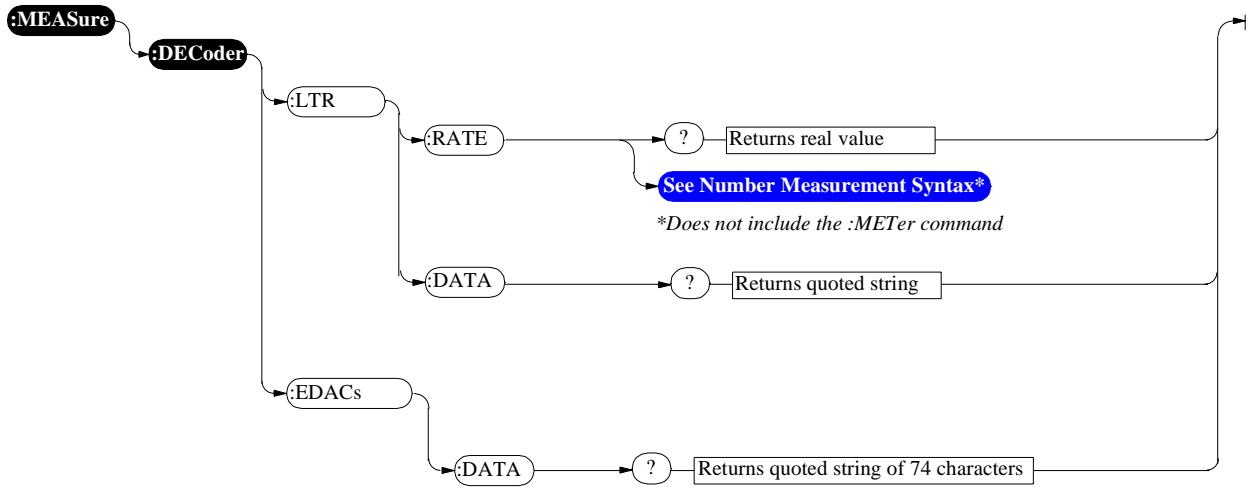 :MEASure
:DECoder
:LTR
:RATE
?
Returns real value
See Number Measurement Syntax*
*Does not include the :METer command
:DATA
?
Returns quoted string
:EDACs
:DATA
?
Returns quoted string of 74 characters